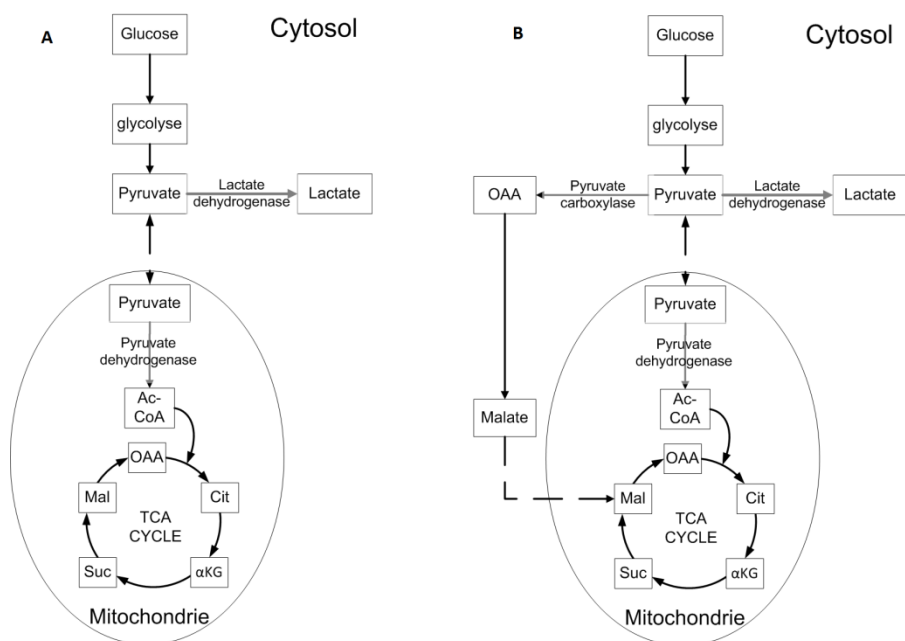 A
Cytosol
Glucose
glycolyse
Pyruvate
Lactate
dehydrogenase
Lactate
Pyruvate
Pyruvate
dehydrogenase
Ac-
CoA
OAA
Mal
Cit
TCA
CYCLE
Suc
αKG
Mitochondrie
B
Cytosol
Glucose
glycolyse
OAA
Pyruvate
carboxylase
Pyruvate
Lactate
dehydrogenase
Lactate
Pyruvate
Pyruvate
dehydrogenase
Ac-
CoA
Malate
OAA
Mal
Cit
TCA
CYCLE
Suc
αKG
Mitochondrie